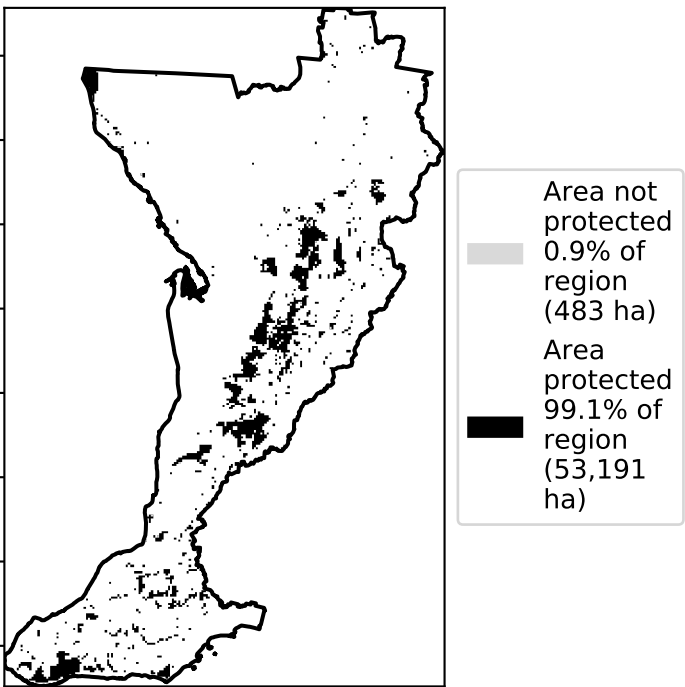 Area not
protected
0.9% of
region
(483 ha)
Area
protected
99.1% of
region
(53,191
ha)